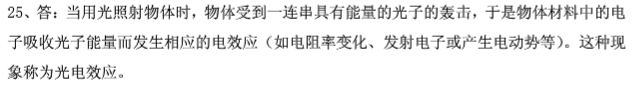 25、答：当用光照射物体时，物体受到一连串具有能量的光子的轰击，于是物体材料中的电
子吸收光子能量而发生相应的电效应（如电阻率变化、发射电子或产生电动势等）。这种现
象称为光电效应。